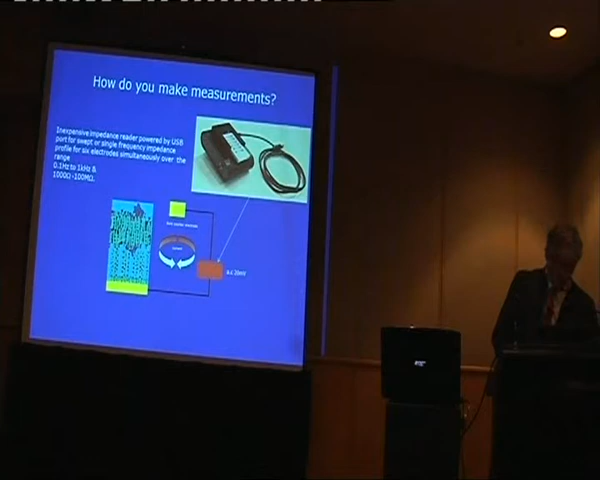 How do you make measurements?
Inexpensive impedance reader powered by USB
port for swept or single frequency impedance
profile for six electrodes simultaneously over the
range
0.1Hz to 1kHz &
1000Ω -100MΩ.